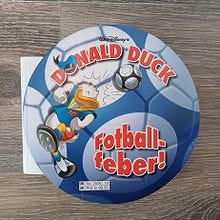 Walt Disney's
DONALD DUCK
Fotball-
feber!